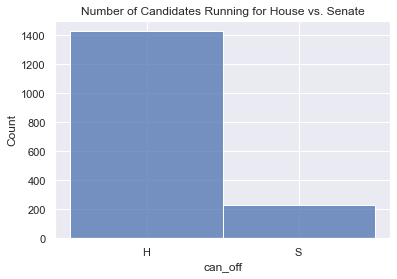 Number of Candidates Running for House vs. Senate
1400
1200
1000
800
600
400
200
0
Count
H S
can_off